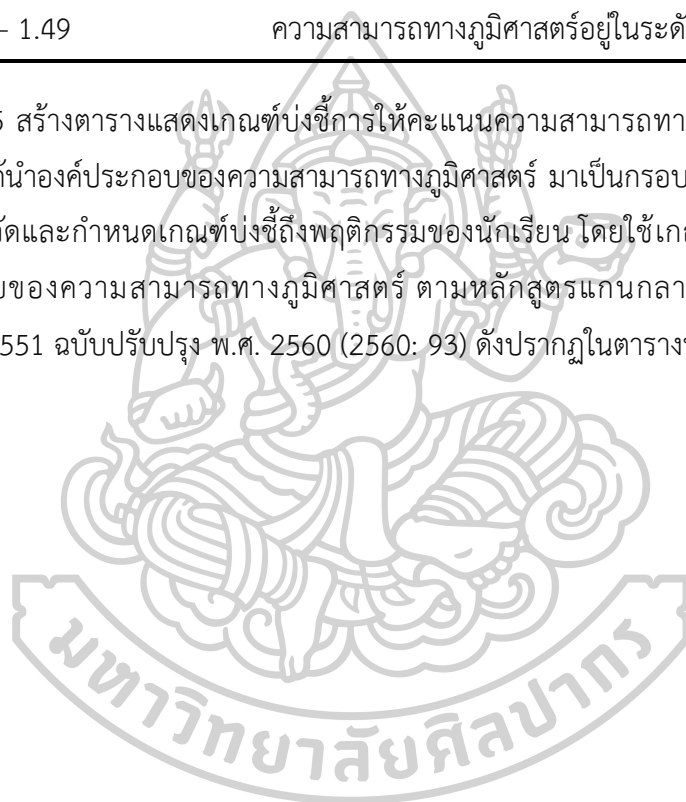 – 1.49 ความสามารถทางภูมิศาสตร์อยู่ในระดั
สร้างตารางแสดงเกณฑ์บ่งชี้การให้คะแนนความสามารถทา
นำองค์ประกอบของความสามารถทางภูมิศาสตร์ มาเป็นกรอบ
และกำหนดเกณฑ์บ่งชี้ถึงพฤติกรรมของนักเรียน โดยใช้เก
ของความสามารถทางภูมิศาสตร์ ตามหลักสูตรแกนกลา
551 ฉบับปรับปรุง พ.ศ. 2560 (2560: 93) ดังปรากฏในตาราง
มหาวิทยาลัยศิลปากร